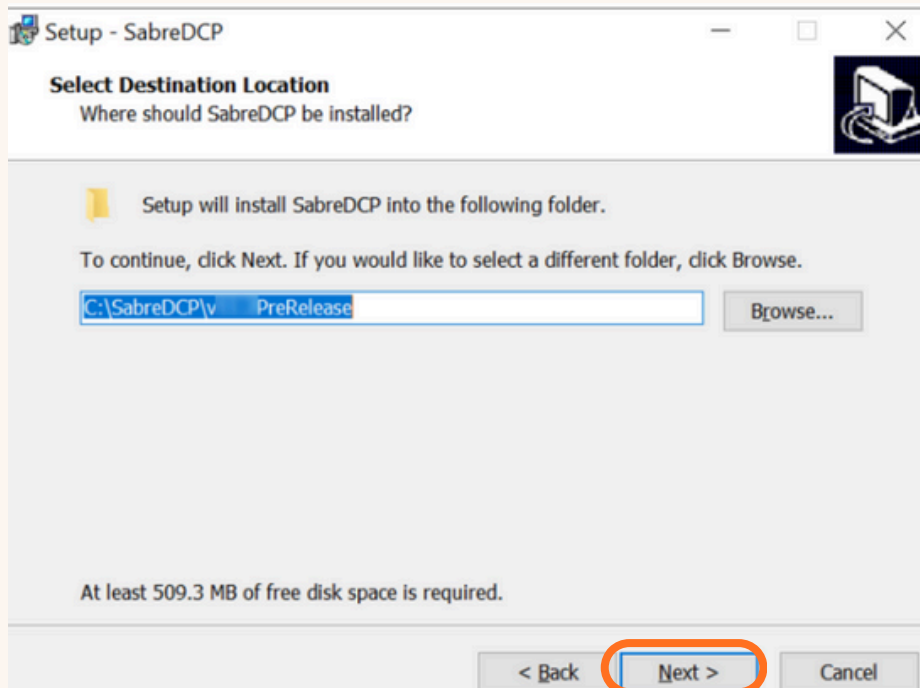 Setup - SabreDCP
Select Destination Location
Where should SabreDCP be installed?
Setup will install SabreDCP into the following folder.
To continue, click Next. If you would like to select a different folder, click Browse.
C:\SabreDCP\v PreRelease
Browse...
At least 509.3 MB of free disk space is required.
< Back
Next >
Cancel